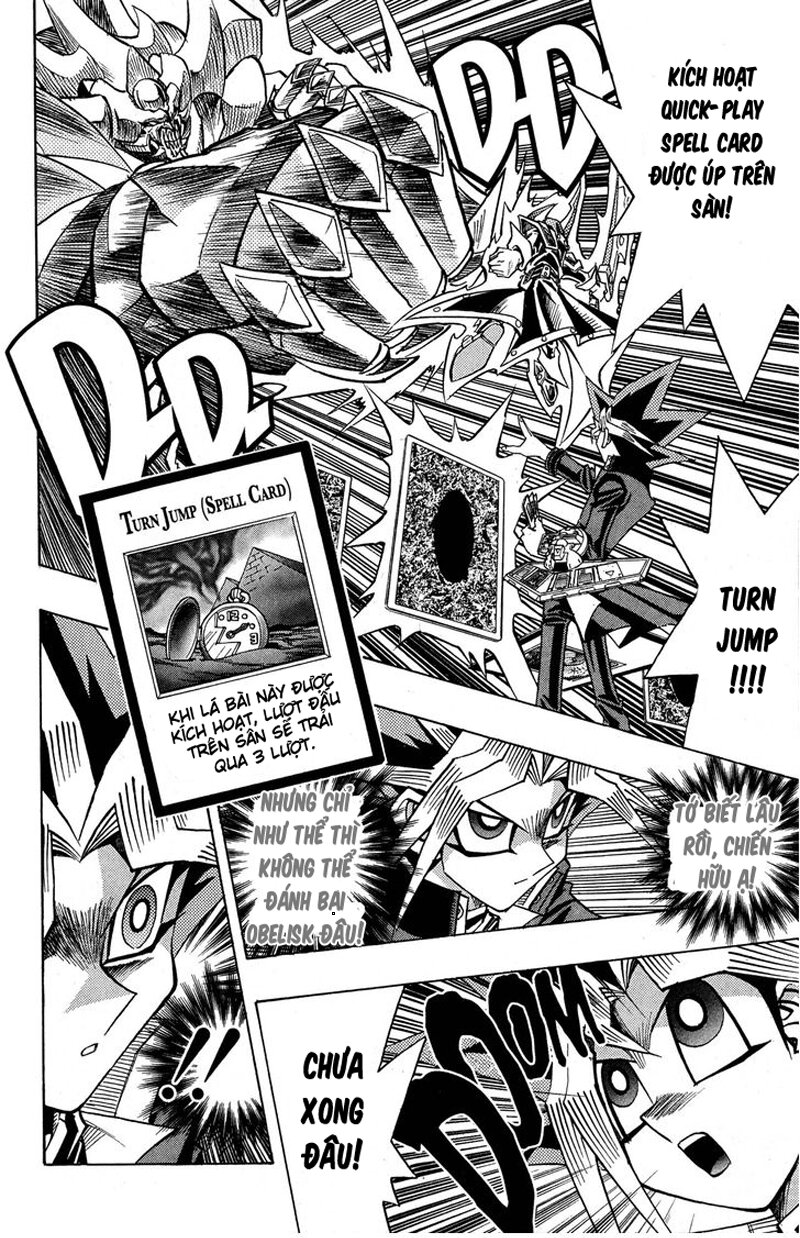 KÍCH HOẠT
QUICK-PLAY
SPELL CARD
ĐƯỢC ÚP TRÊN
SÀN!
D-D.
D-D.
TURN
JUMP
!!!!
TURN JUMP (SPELL CARD)
KHI LÁ BÀI NÀY ĐƯỢC
KÍCH HOẠT, LƯỢT ĐẤU
TRÊN SÂN SẼ TRẢI
QUA 3 LƯỢT.
TỚ BIẾT LÂU
RỒI, CHIẾN
HỮU Ạ!
NHƯNG CHỈ
NHƯ THẾ THÌ
KHÔNG THỂ
ĐÁNH BẠI
OBELISK ĐÂU!
!!
DOOM
CHƯA
XONG
ĐÂU!